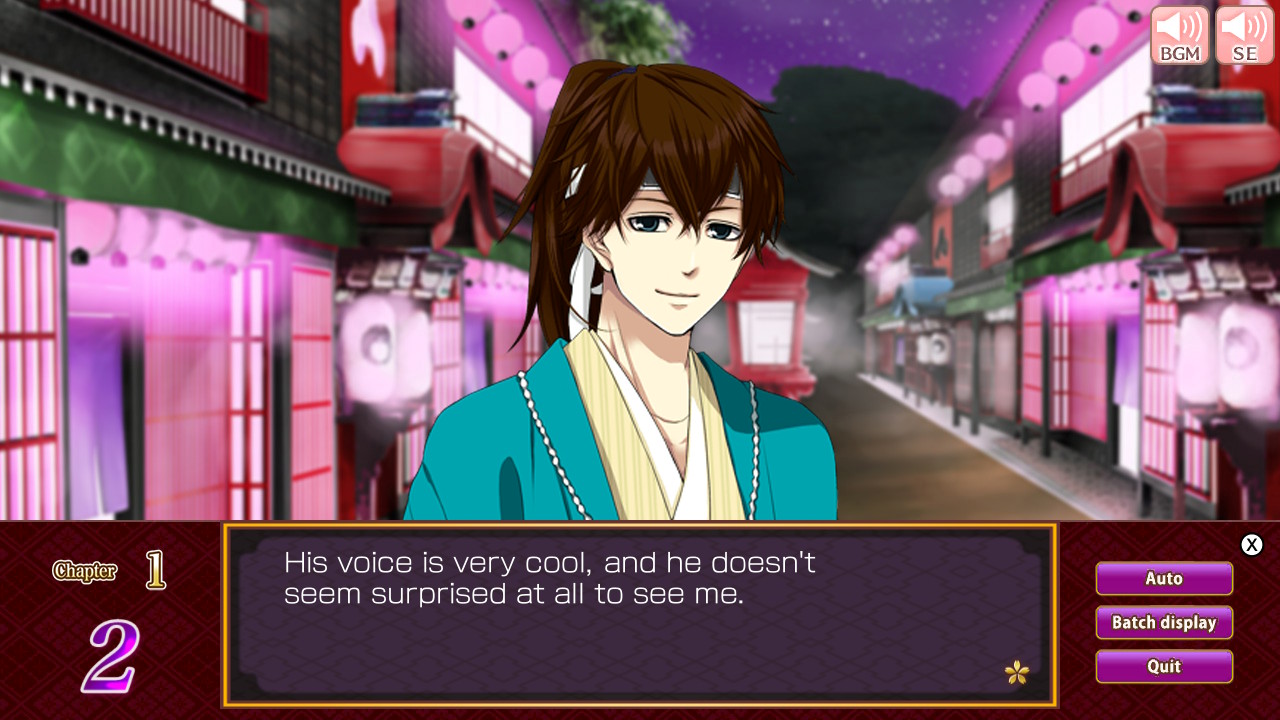 BGM
SE
Chapter 1
2
His voice is very cool, and he doesn't
seem surprised at all to see me.
X
Auto
Batch display
Quit